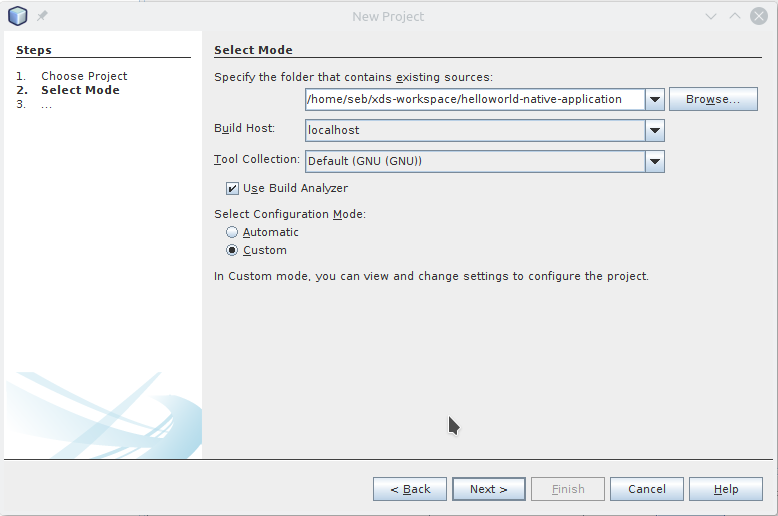 New Project
Steps
1. Choose Project
2. Select Mode
3. ...
Select Mode
Specify the folder that contains existing sources:
/home/seb/xds-workspace/helloworld-native-application
Browse...
Build Host: localhost
Tool Collection: Default (GNU (GNU))
Use Build Analyzer
Select Configuration Mode:
Automatic
Custom
In Custom mode, you can view and change settings to configure the project.
< Back Next > Finish Cancel Help